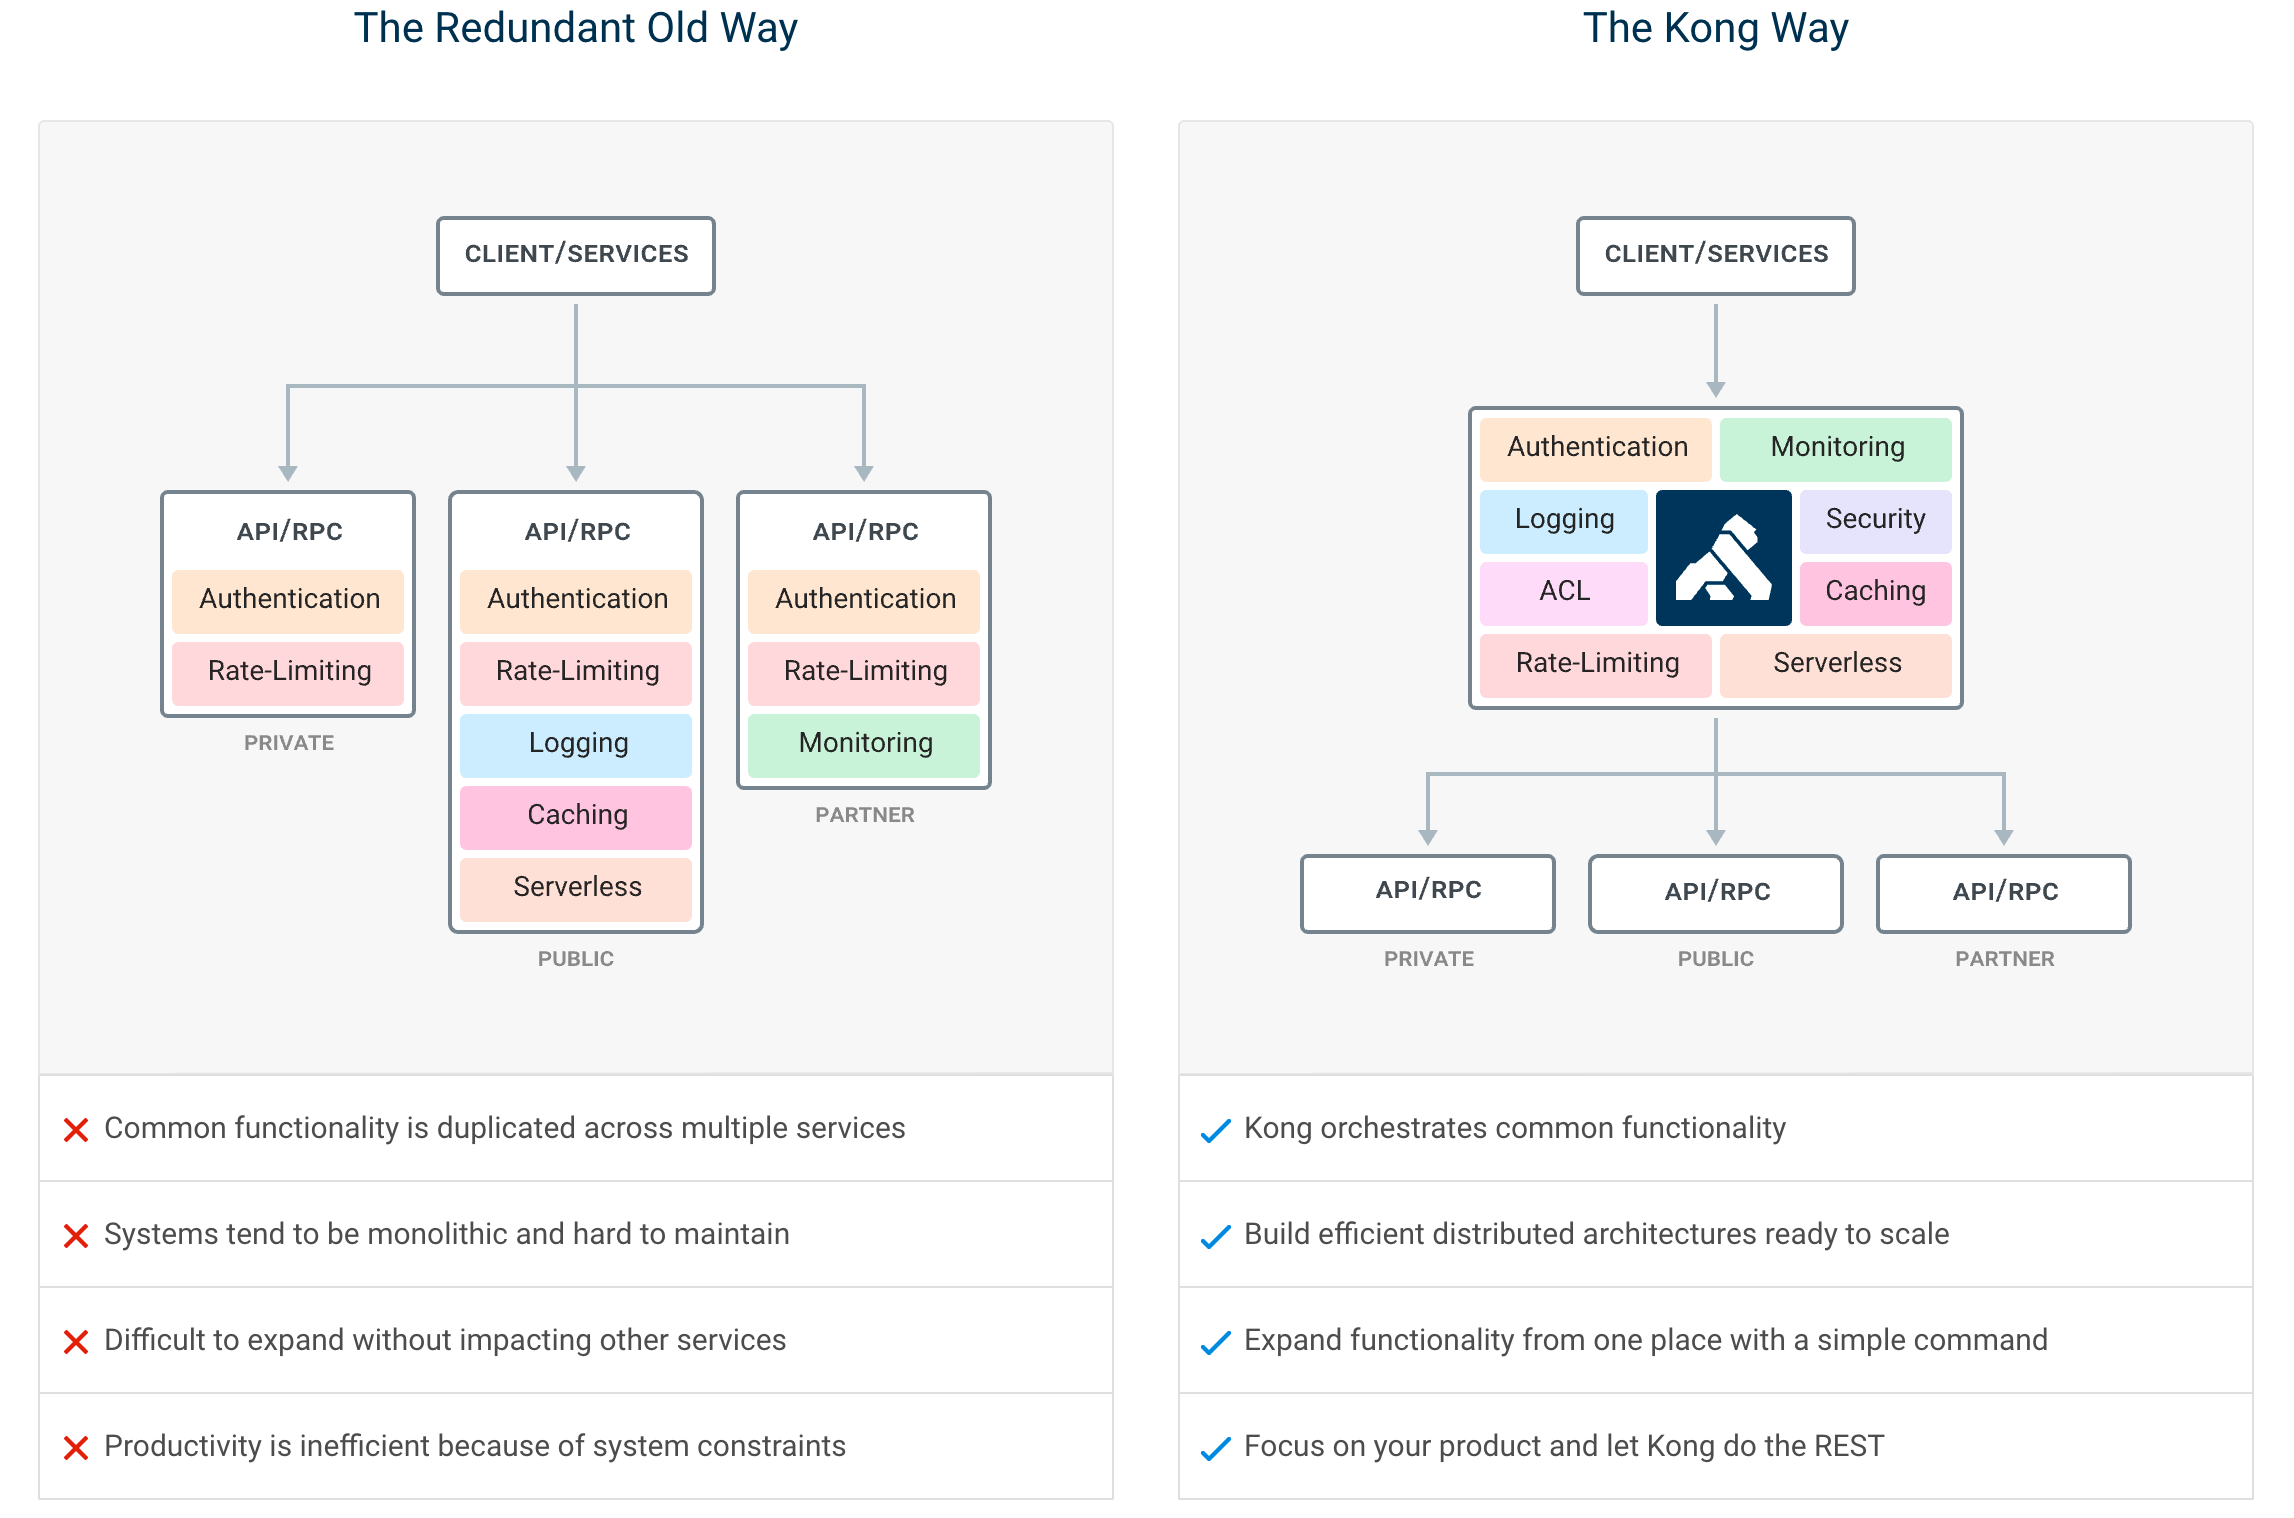 The Redundant Old Way
CLIENT/SERVICES
API/RPC
Authentication
Rate-Limiting
PRIVATE
API/RPC
Authentication
Rate-Limiting
Logging
Caching
Serverless
PUBLIC
API/RPC
Authentication
Rate-Limiting
Monitoring
PARTNER
Common functionality is duplicated across multiple services
Systems tend to be monolithic and hard to maintain
Difficult to expand without impacting other services
Productivity is inefficient because of system constraints
The Kong Way
CLIENT/SERVICES
Authentication
Monitoring
Logging
Security
ACL
Caching
Rate-Limiting
Serverless
API/RPC
PRIVATE
API/RPC
PUBLIC
API/RPC
PARTNER
Kong orchestrates common functionality
Build efficient distributed architectures ready to scale
Expand functionality from one place with a simple command
Focus on your product and let Kong do the REST